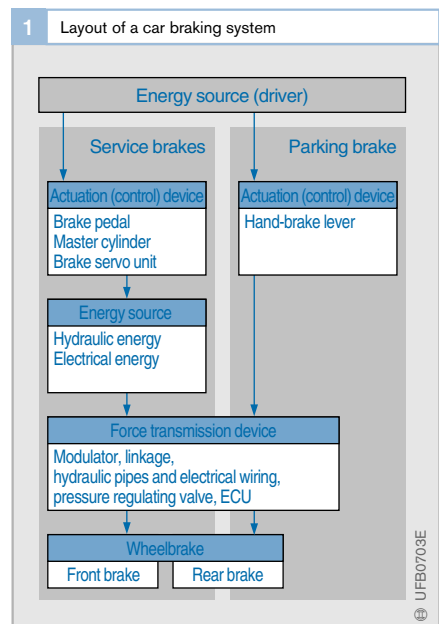 1 Layout of a car braking system
Energy source (driver)
Service brakes
Parking brake
Actuation (control) device
Brake pedal
Master cylinder
Brake servo unit
Actuation (control) device
Hand-brake lever
Energy source
Hydraulic energy
Electrical energy
Force transmission device
Modulator, linkage,
hydraulic pipes and electrical wiring,
pressure regulating valve, ECU
Wheelbrake
Front brake
Rear brake
UFB0703E